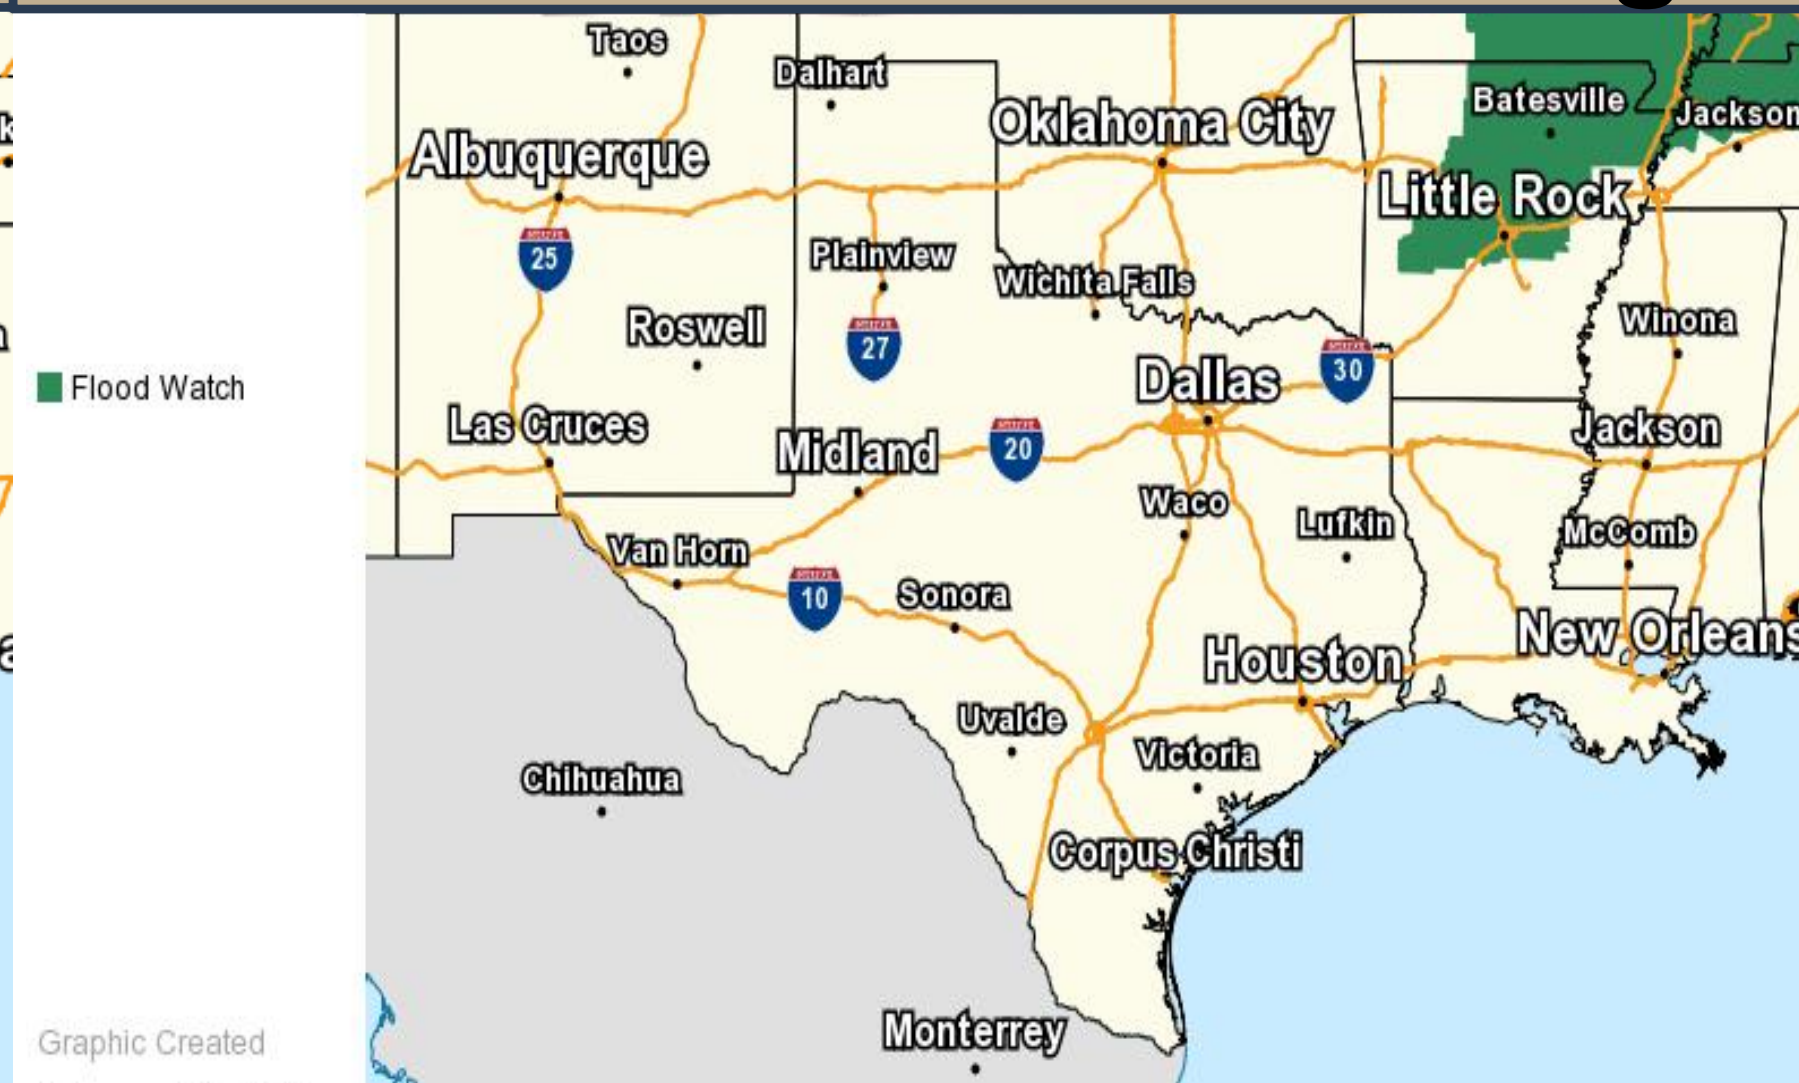 Taos
Dalhart
Oklahoma City
Batesville
Jackson
Albuquerque
Little Rock
25
Plainview
Wichita Falls
Roswell
27
Winona
Dallas
30
Flood Watch
Las Cruces
Midland
20
Jackson
Waco
Lufkin
McComb
Van Horn
10
Sonora
New Orleans
Houston
Uvalde
Victoria
Chihuahua
Corpus Christi
Monterrey
Graphic Created